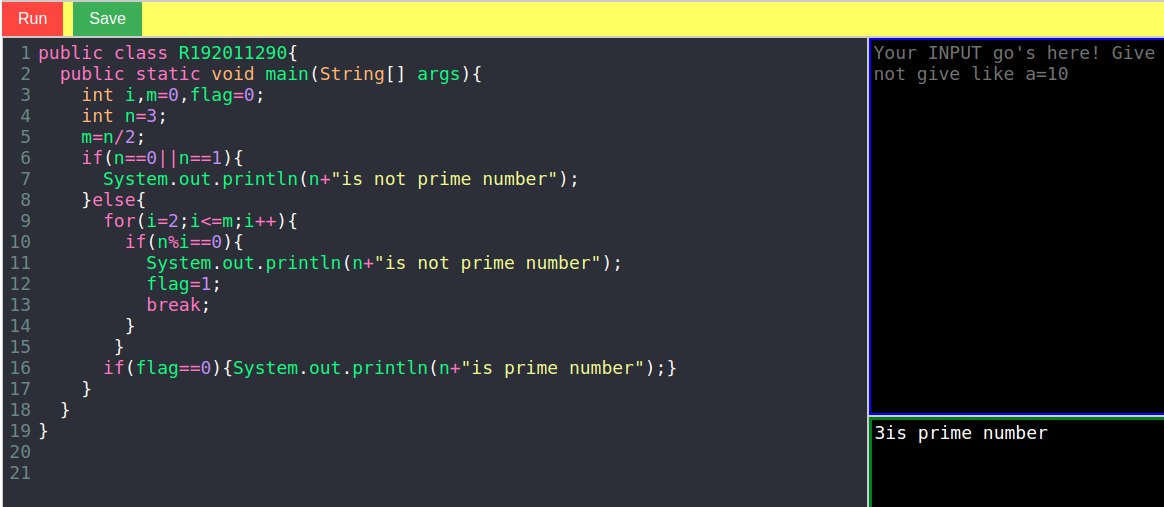 Run Save
1 public class R192011290{
2   public static void main(String[] args){
3     int i,m=0,flag=0;
4     int n=3;
5     m=n/2;
6     if(n==0||n==1){
7       System.out.println(n+"is not prime number");
8     }else{
9       for(i=2;i<=m;i++){
10         if(n%i==0){
11           System.out.println(n+"is not prime number");
12           flag=1;
13           break;
14         }
15        }
16       if(flag==0){System.out.println(n+"is prime number");}
17     }
18   }
19 }
20
21
Your INPUT go's here! Give
not give like a=10
3is prime number